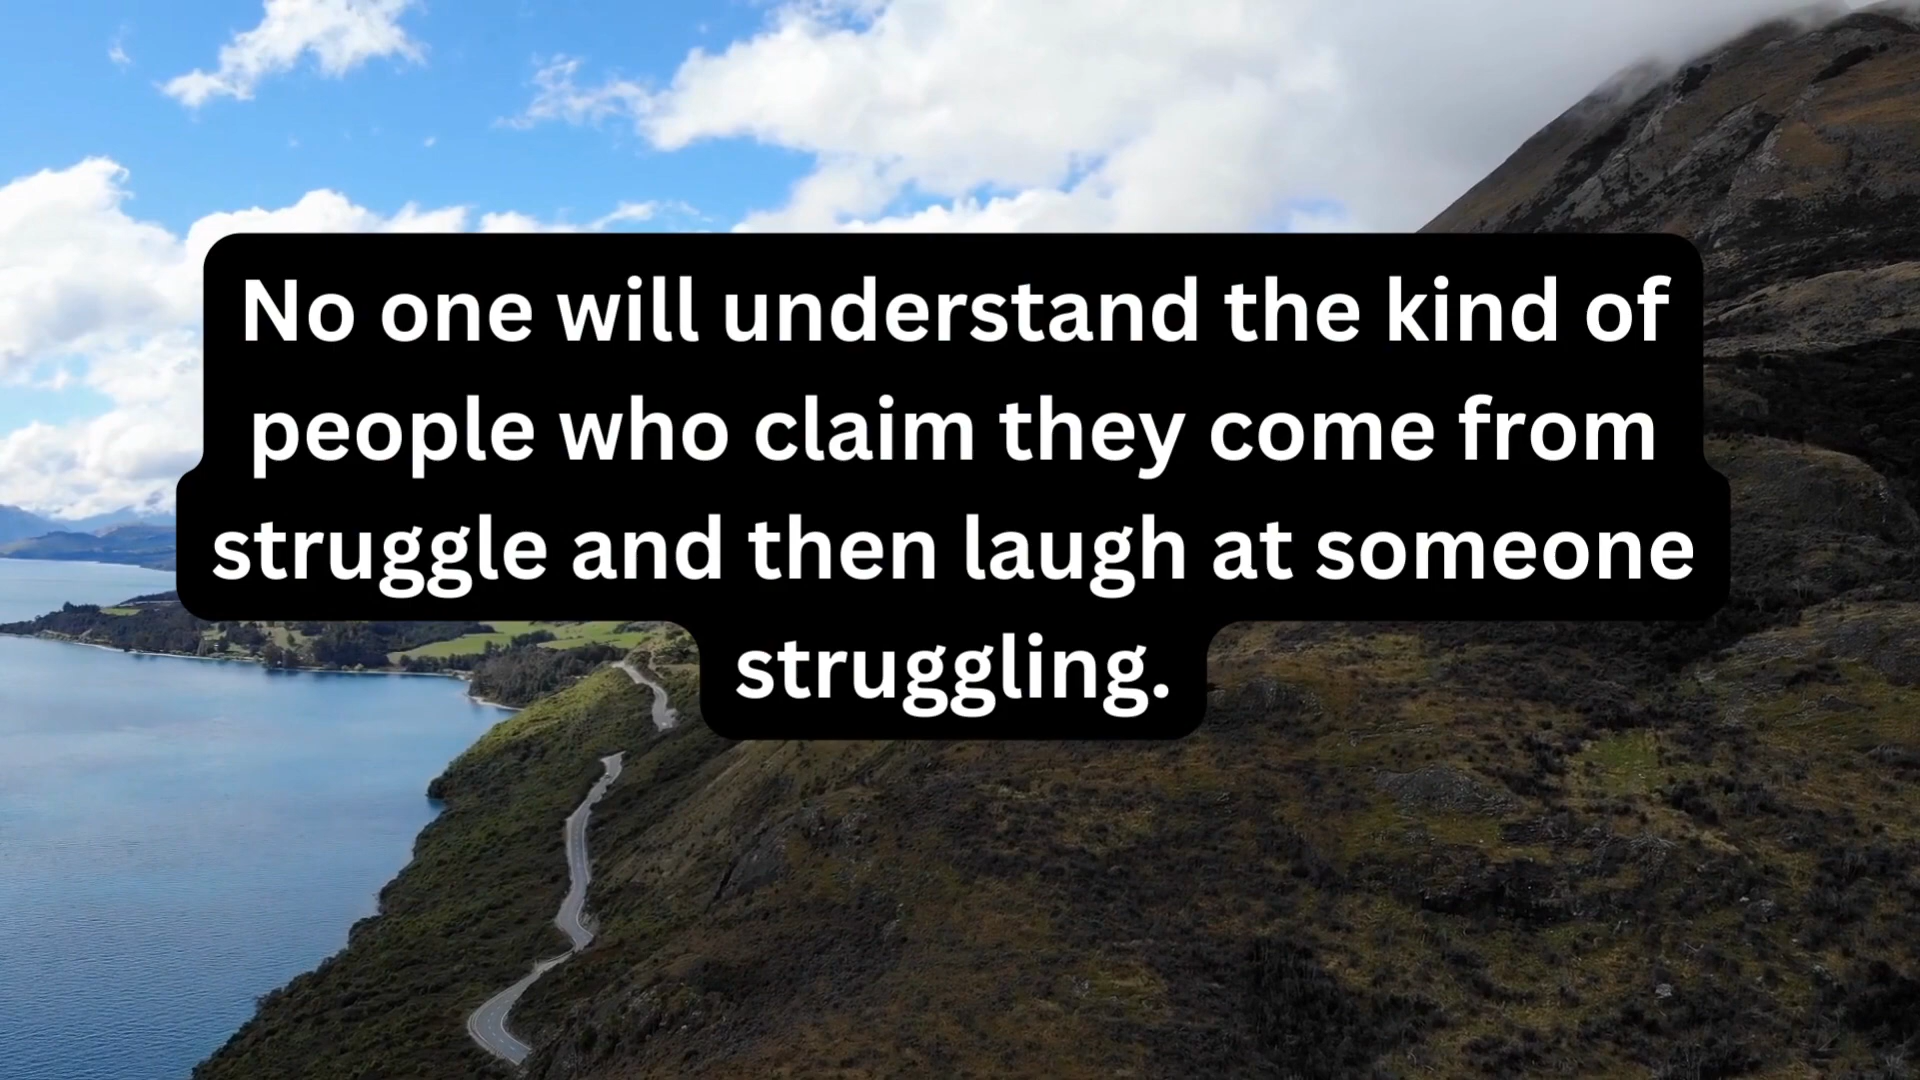 No one will understand the kind of
people who claim they come from
struggle and then laugh at someone
struggling.